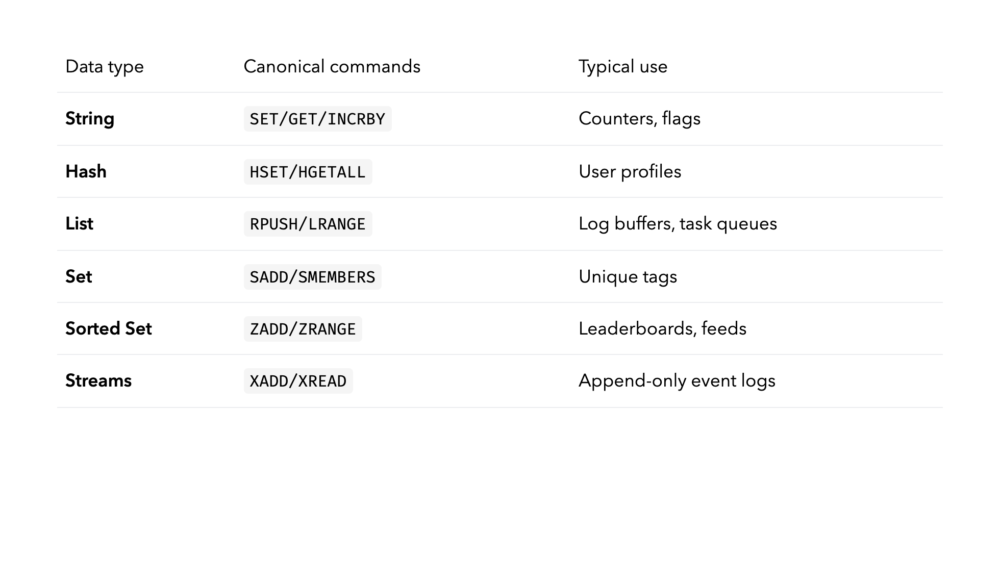 Data type Canonical commands Typical use
String SET/GET/INCRBY Counters, flags
Hash HSET/HGETALL User profiles
List RPUSH/LRANGE Log buffers, task queues
Set SADD/SMEMBERS Unique tags
Sorted Set ZADD/ZRANGE Leaderboards, feeds
Streams XADD/XREAD Append-only event logs